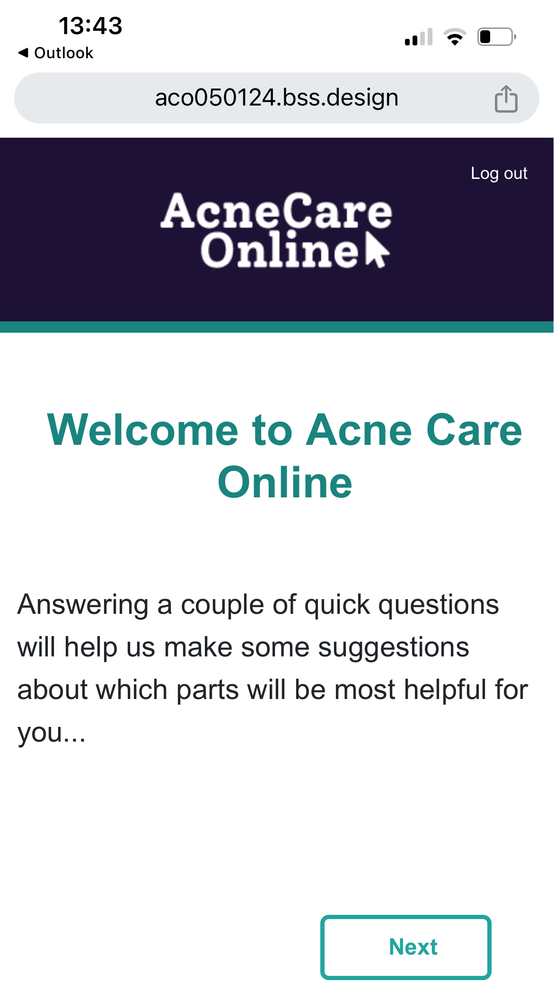 13:43
◀ Outlook
aco050124.bss.design
Log out
AcneCare
Online
Welcome to Acne Care
Online
Answering a couple of quick questions
will help us make some suggestions
about which parts will be most helpful for
you...
Next